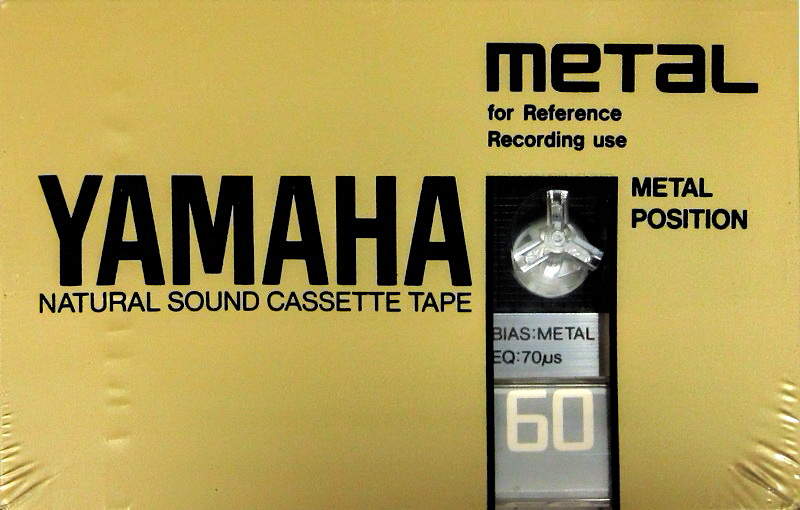 metal
for Reference
Recording use
YAMAHA
NATURAL SOUND CASSETTE TAPE
METAL
POSITION
BIAS:METAL
EQ:70µs
60